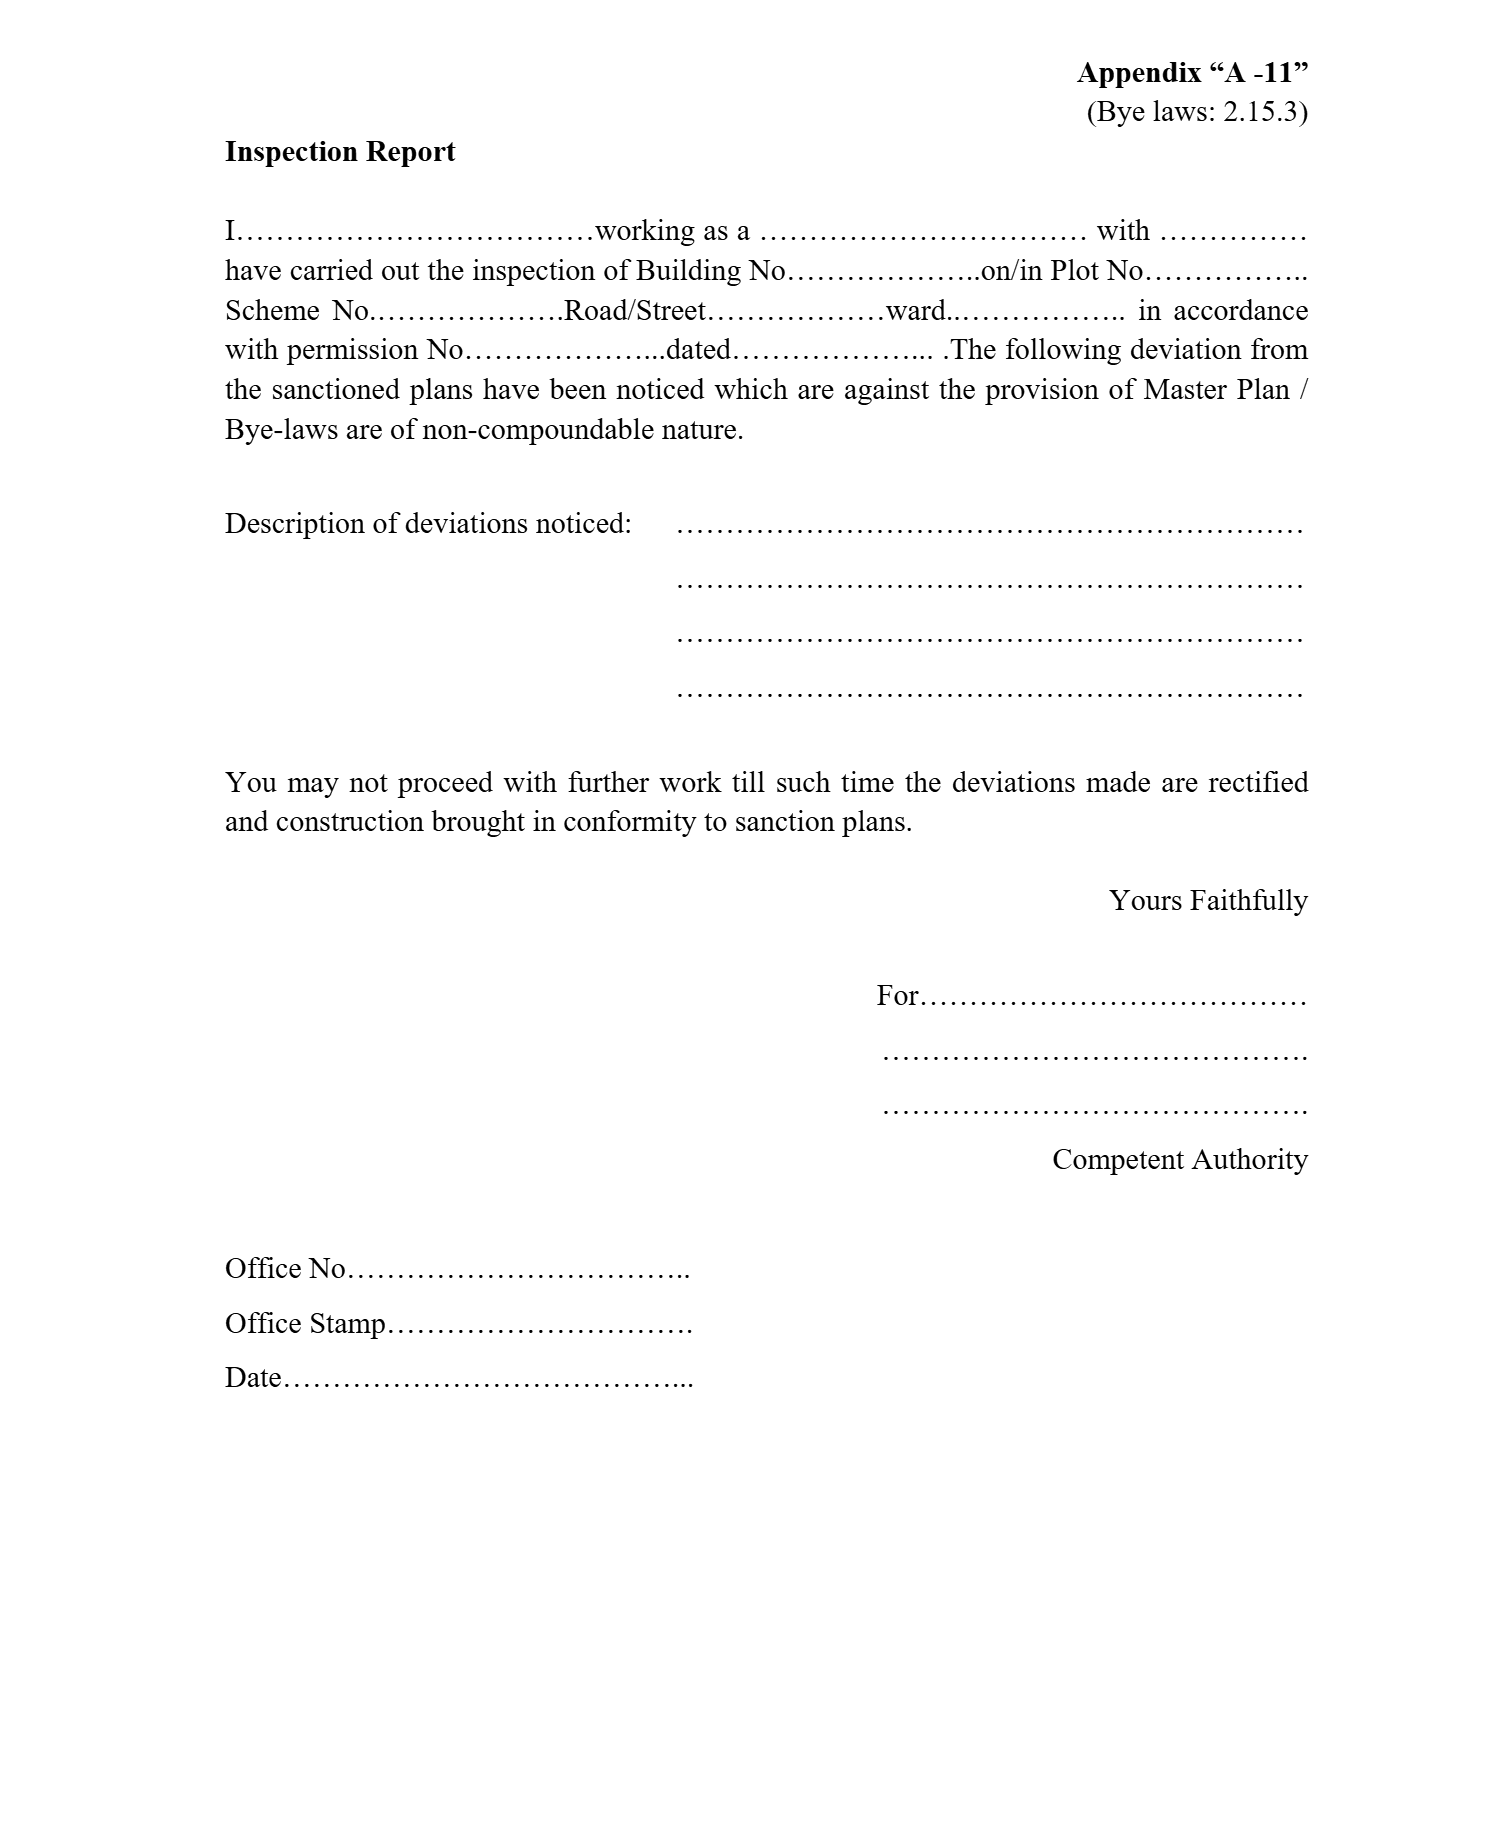 Appendix “A -11”
(Bye laws: 2.15.3)
Inspection Report
I………………………………working as a …………………………… with ……………
have carried out the inspection of Building No………………..on/in Plot No……………..
Scheme No.……………….Road/Street………………ward..…………….. in accordance
with permission No………………...dated……………….. .The following deviation from
the sanctioned plans have been noticed which are against the provision of Master Plan /
Bye-laws are of non-compoundable nature.
Description of deviations noticed: ………………………………………………………
………………………………………………………
………………………………………………………
………………………………………………………
You may not proceed with further work till such time the deviations made are rectified
and construction brought in conformity to sanction plans.
Yours Faithfully
For…………………………………
…………………………………….
…………………………………….
Competent Authority
Office No……………………………..
Office Stamp………………………….
Date…………………………………...